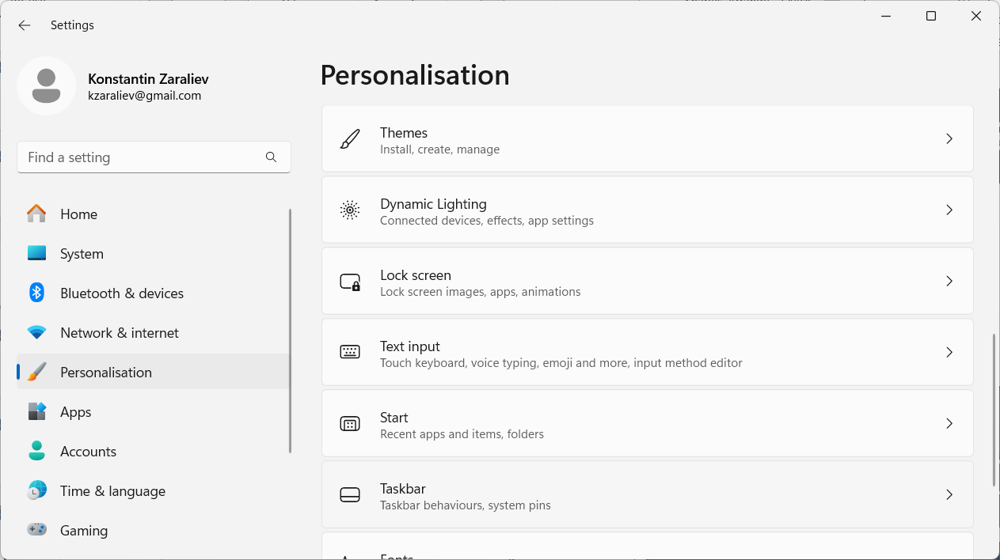 Settings
Konstantin Zaraliev
kzaraliev@gmail.com
Find a setting
Home
System
Bluetooth & devices
Network & internet
Personalisation
Apps
Accounts
Time & language
Gaming
Personalisation
Themes
Install, create, manage
Dynamic Lighting
Connected devices, effects, app settings
Lock screen
Lock screen images, apps, animations
Text input
Touch keyboard, voice typing, emoji and more, input method editor
Start
Recent apps and items, folders
Taskbar
Taskbar behaviours, system pins
Fonts